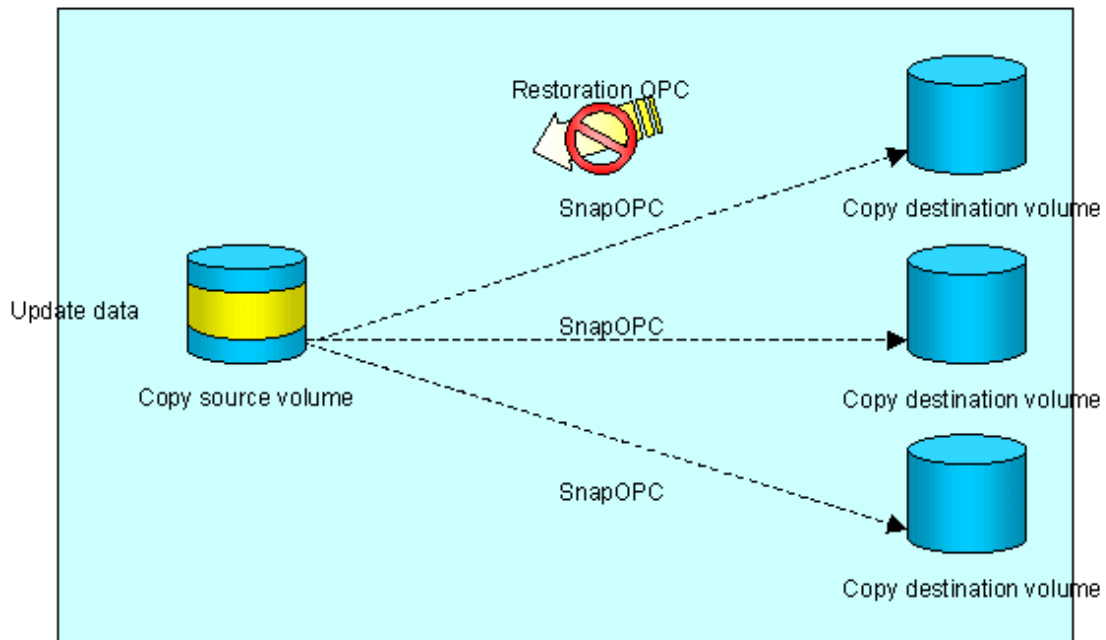 Restoration OPC
SnapOPC
Copy destination volume
Update data
SnapOPC
Copy source volume
Copy destination volume
SnapOPC
Copy destination volume